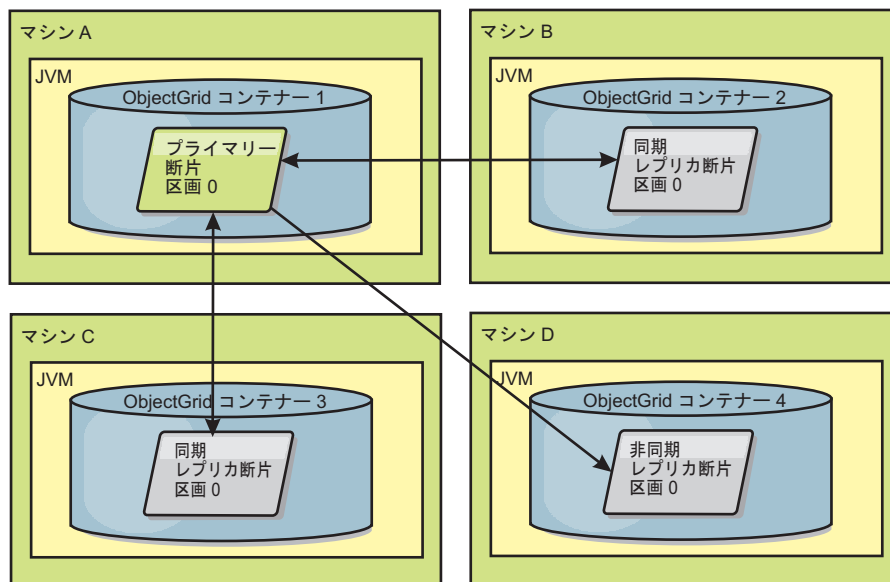 マシン A
JVM
ObjectGrid コンテナー 1
プライマリー
断片
区画 0
マシン B
JVM
ObjectGrid コンテナー 2
同期
レプリカ断片
区画 0
マシン C
JVM
ObjectGrid コンテナー 3
同期
レプリカ断片
区画 0
マシン D
JVM
ObjectGrid コンテナー 4
非同期
レプリカ断片
区画 0